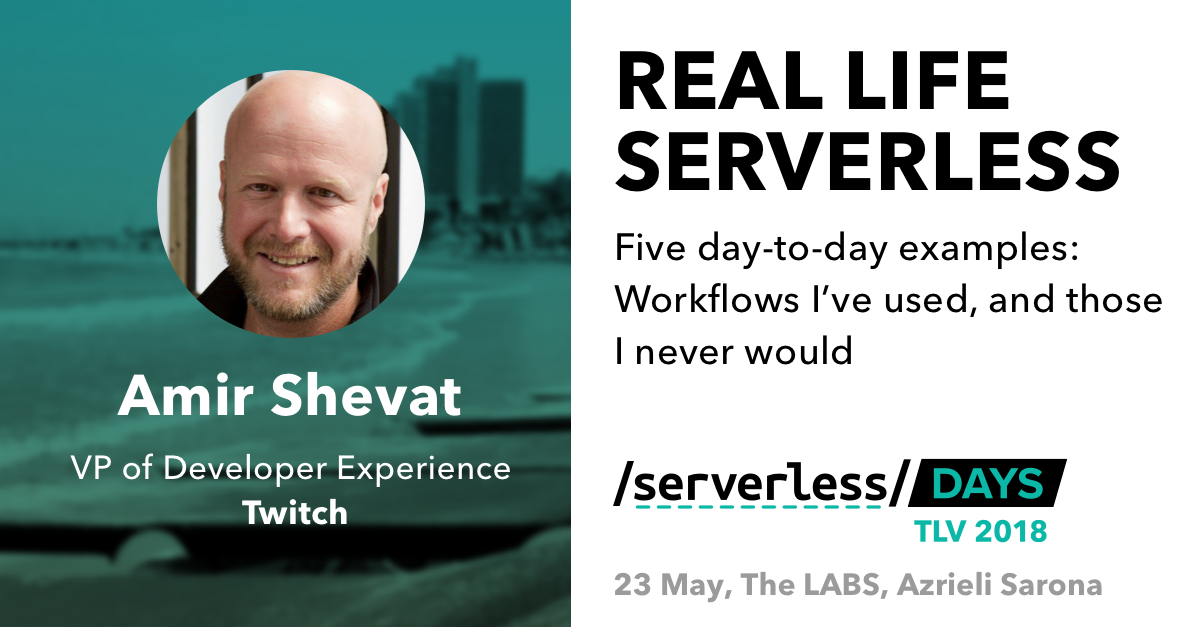 Amir Shevat
VP of Developer Experience
Twitch
REAL LIFE
SERVERLESS
Five day-to-day examples:
Workflows I’ve used, and those
I never would
/serverless/DAYS
TLV 2018
23 May, The LABS, Azrieli Sarona